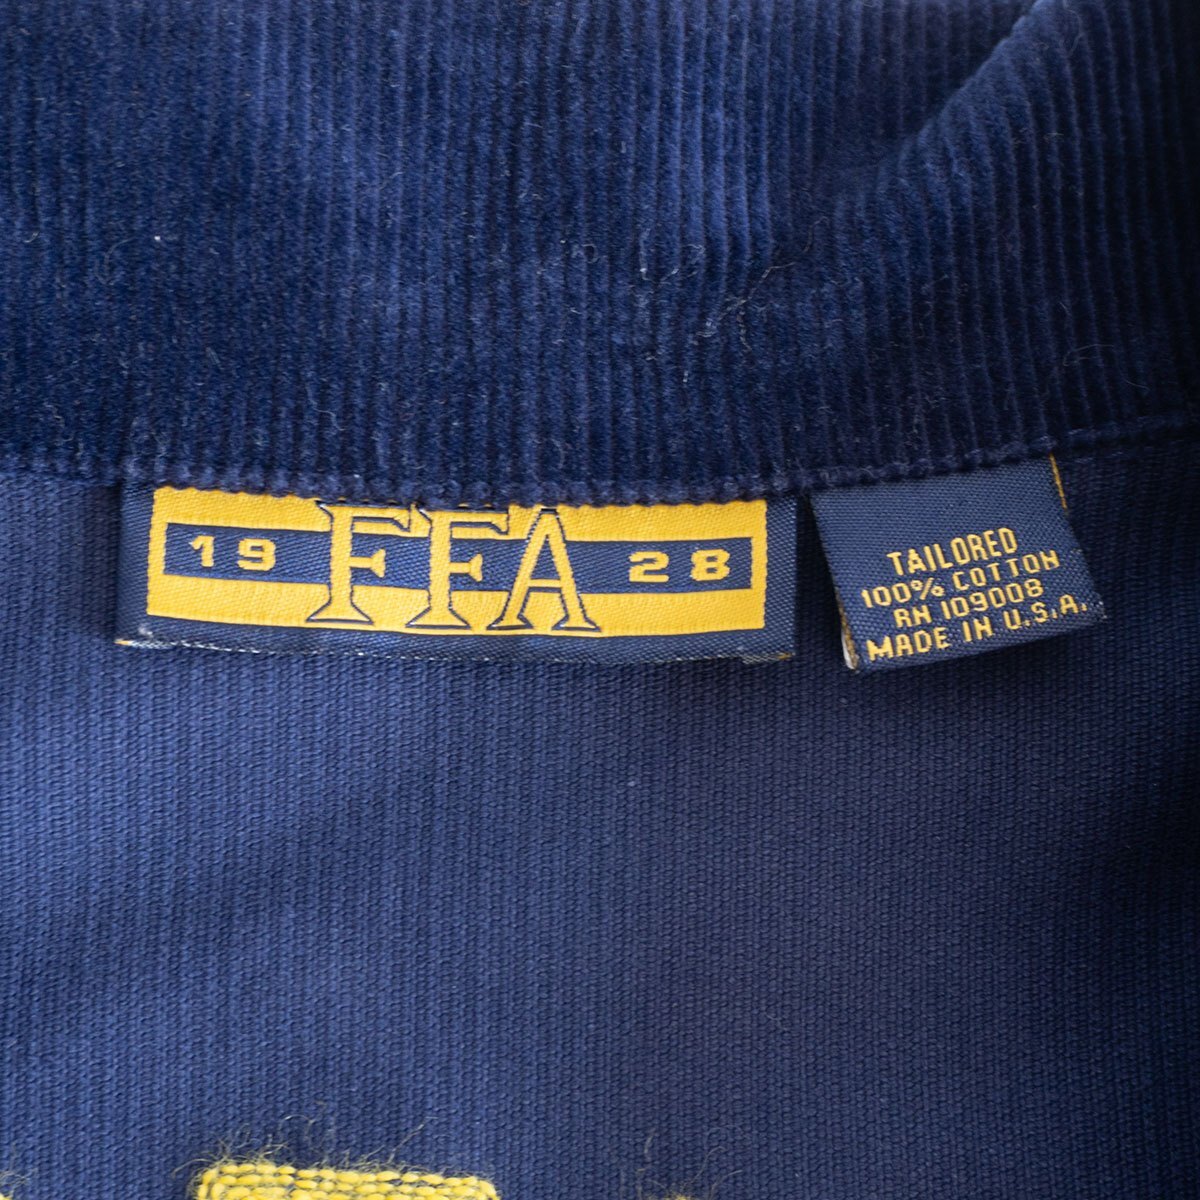 19 FFA 28
TAILORED
100% COTTON
RN 109008
MADE IN U.S.A.